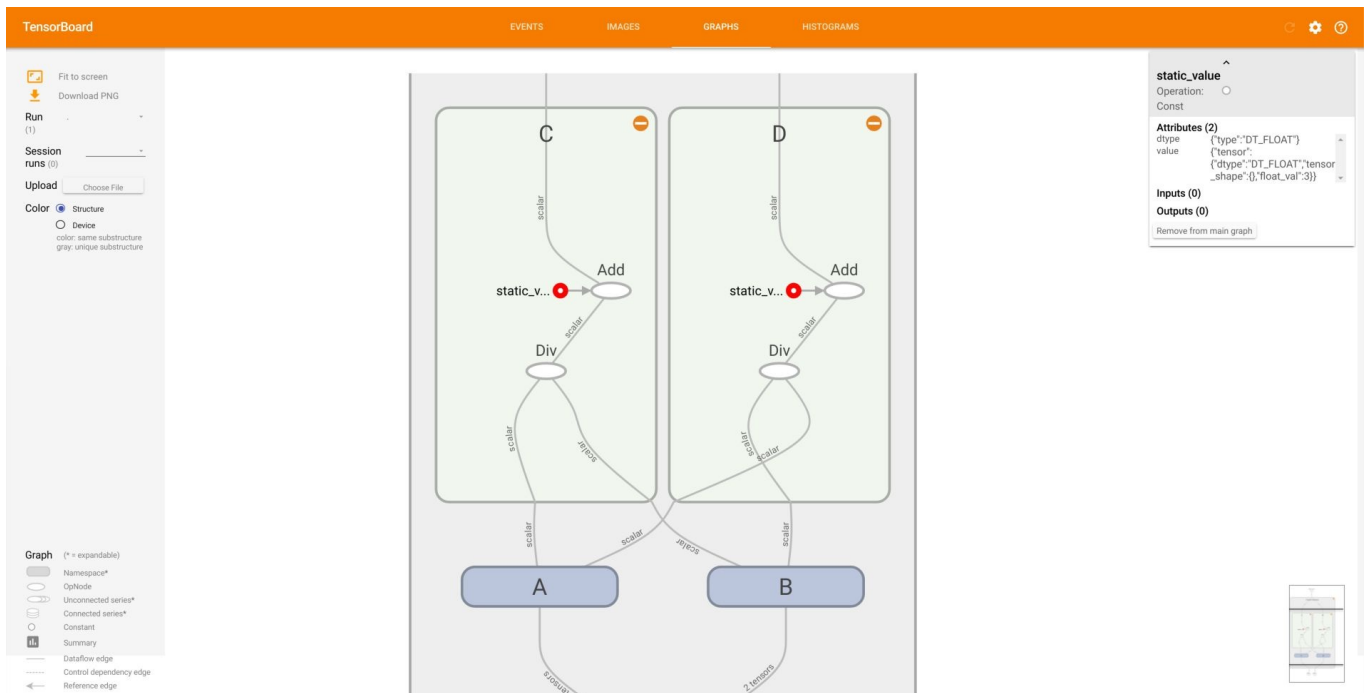 TensorBoard
EVENTS
IMAGES
GRAPHS
HISTOGRAMS
Fit to screen
Download PNG
Run
(1)
.
Session
runs (0)
Upload
Choose File
Color
Structure
Device
color: same substructure
gray: unique substructure
Graph (* = expandable)
Namespace*
OpNode
Unconnected series*
Connected series*
Constant
Summary
Dataflow edge
Control dependency edge
Reference edge
C
scalar
Add
static_v...
scalar
Div
scalar
scalar
D
scalar
Add
static_v...
scalar
Div
scalar
scalar
scalar
scalar
scalar
scalar
A
B
tensors
2 tensors
static_value
Operation:
Const
Attributes (2)
dtype {"type":"DT_FLOAT"}
value {"tensor":
{"dtype":"DT_FLOAT","tensor
_shape":{},"float_val":3}}
Inputs (0)
Outputs (0)
Remove from main graph